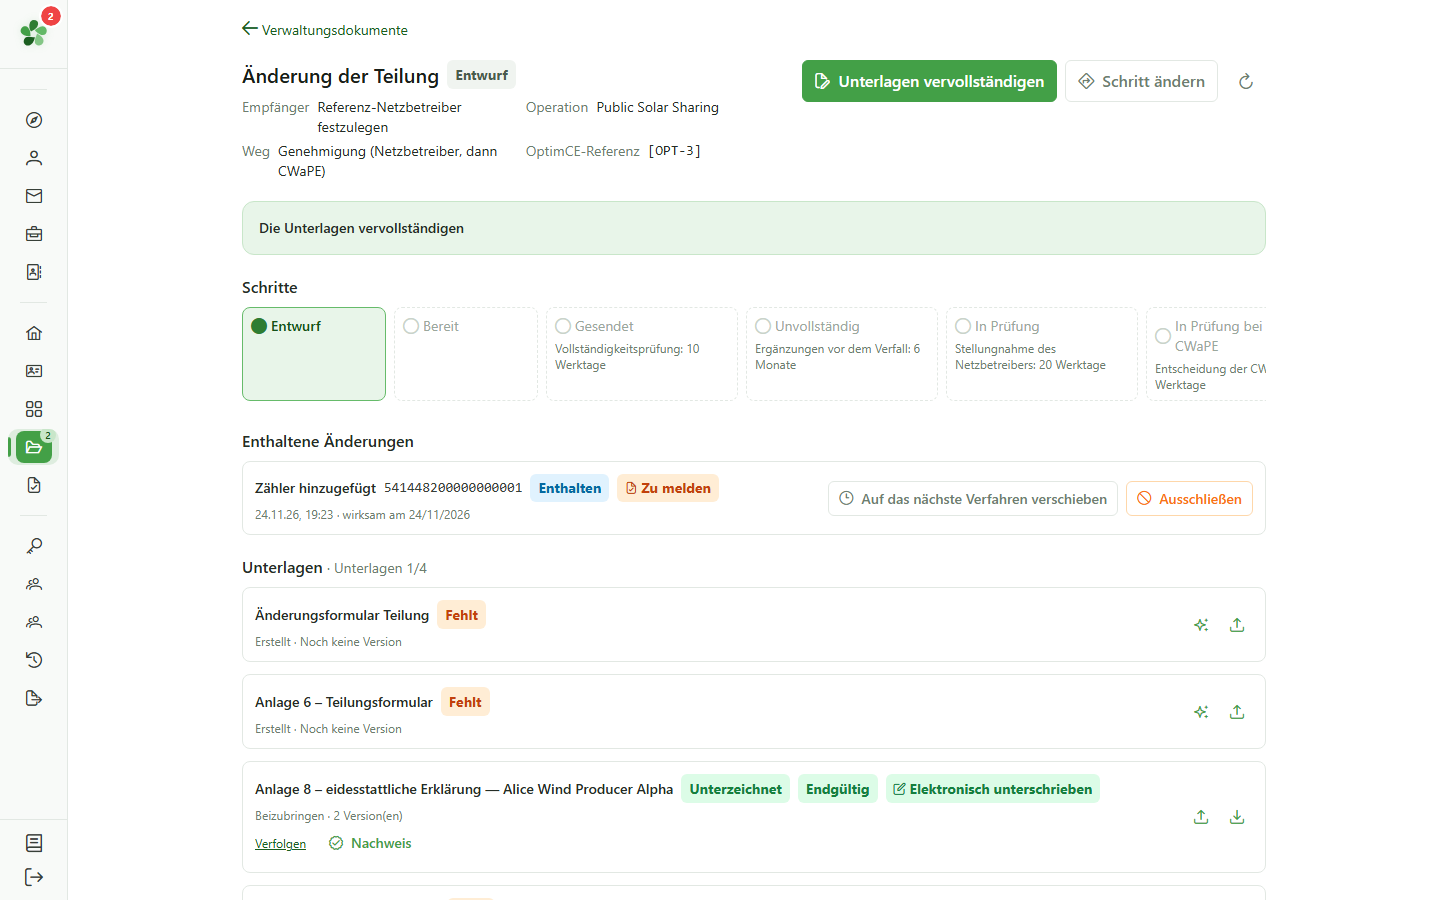 2
Verwaltungsdokumente
Änderung der Teilung Entwurf
Unterlagen vervollständigen
Schritt ändern
Empfänger Referenz-Netzbetreiber festzulegen
Operation Public Solar Sharing
Weg Genehmigung (Netzbetreiber, dann CWaPE)
OptimCE-Referenz [OPT-3]
Die Unterlagen vervollständigen
Schritte
Entwurf
Bereit
Gesendet
Vollständigkeitsprüfung: 10 Werktage
Unvollständig
Ergänzungen vor dem Verfall: 6 Monate
In Prüfung
Stellungnahme des Netzbetreibers: 20 Werktage
In Prüfung bei CWaPE
Entscheidung der CW
Werktage
2
Enthaltene Änderungen
Zähler hinzugefügt 541448200000000001 Enthalten Zu melden
24.11.26, 19:23 · wirksam am 24/11/2026
Auf das nächste Verfahren verschieben
Ausschließen
Unterlagen · Unterlagen 1/4
Änderungsformular Teilung Fehlt
Erstellt · Noch keine Version
Anlage 6 – Teilungsformular Fehlt
Erstellt · Noch keine Version
Anlage 8 – eidesstattliche Erklärung — Alice Wind Producer Alpha Unterzeichnet Endgültig Elektronisch unterschrieben
Beizubringen · 2 Version(en)
Verfolgen Nachweis